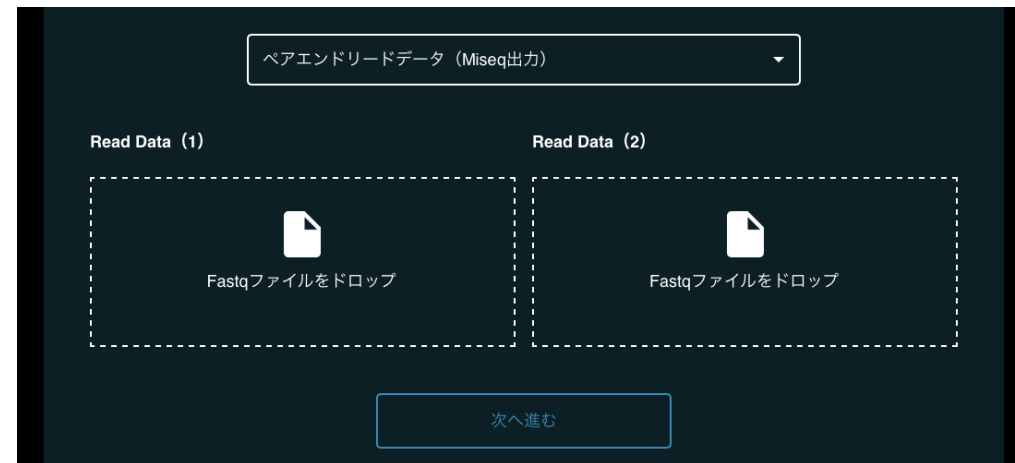 ペアエンドリードデータ（Miseq出力）
Read Data（1）
Read Data（2）
Fastqファイルをドロップ
Fastqファイルをドロップ
次へ進む